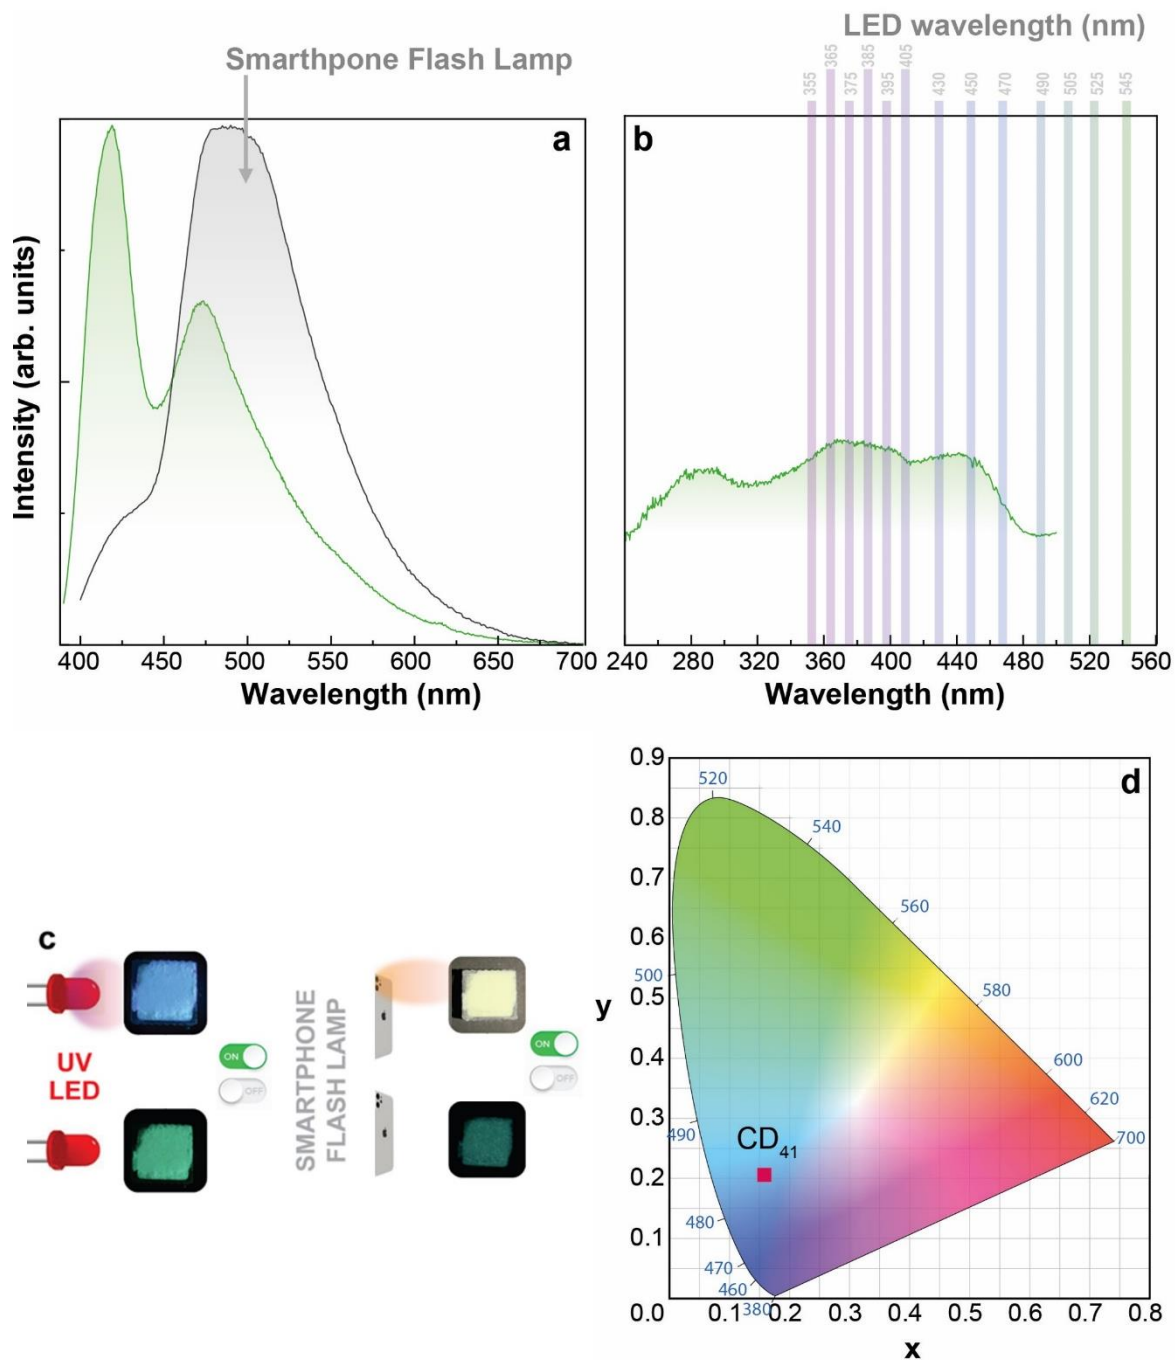 LED wavelength (nm)
Smarthpone Flash Lamp
355 365 375 385 395 405 430 450 470 490 505 525 545
a
b
Intensity (arb. units)
400 450 500 550 600 650 700
Wavelength (nm)
240 280 320 360 400 440 480 520 560
Wavelength (nm)
c
UV
LED
ON
OFF
SMARTPHONE
FLASH LAMP
ON
OFF
d
0.9
0.8
0.7
0.6
0.5
0.4
0.3
0.2
0.1
0.0
y
520
540
560
580
600
620
700
500
490
480
470
460
380
CD41
0.1 0.2 0.3 0.4 0.5 0.6 0.7 0.8
x